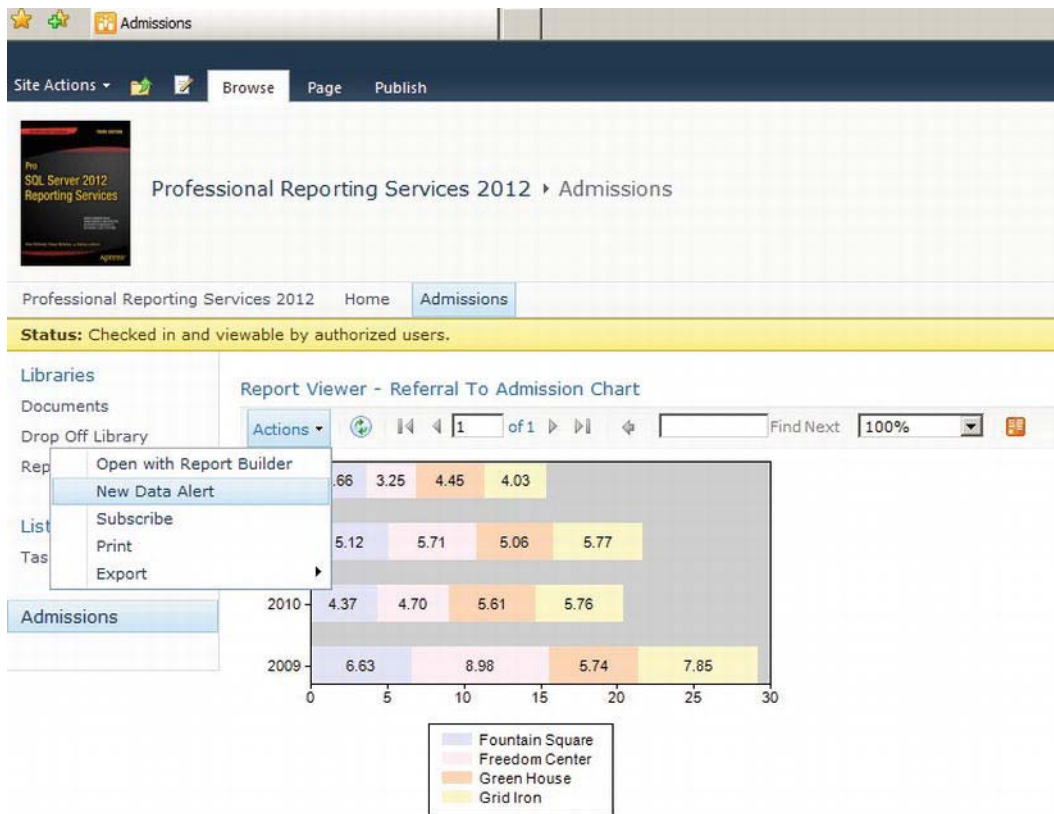 Admissions
Site Actions
Browse Page Publish
Pro
SQL Server 2012
Reporting Services
Apress
Professional Reporting Services 2012 Admissions
Professional Reporting Services 2012 Home Admissions
Status: Checked in and viewable by authorized users.
Libraries
Documents
Drop Off Library
Rep
List
Tas
Admissions
Report Viewer - Referral To Admission Chart
Actions 1 of 1 Find Next 100%
Open with Report Builder
New Data Alert
Subscribe
Print
Export
.66 3.25 4.45 4.03
5.12 5.71 5.06 5.77
2010 4.37 4.70 5.61 5.76
2009 6.63 8.98 5.74 7.85
0 5 10 15 20 25 30
Fountain Square
Freedom Center
Green House
Grid Iron